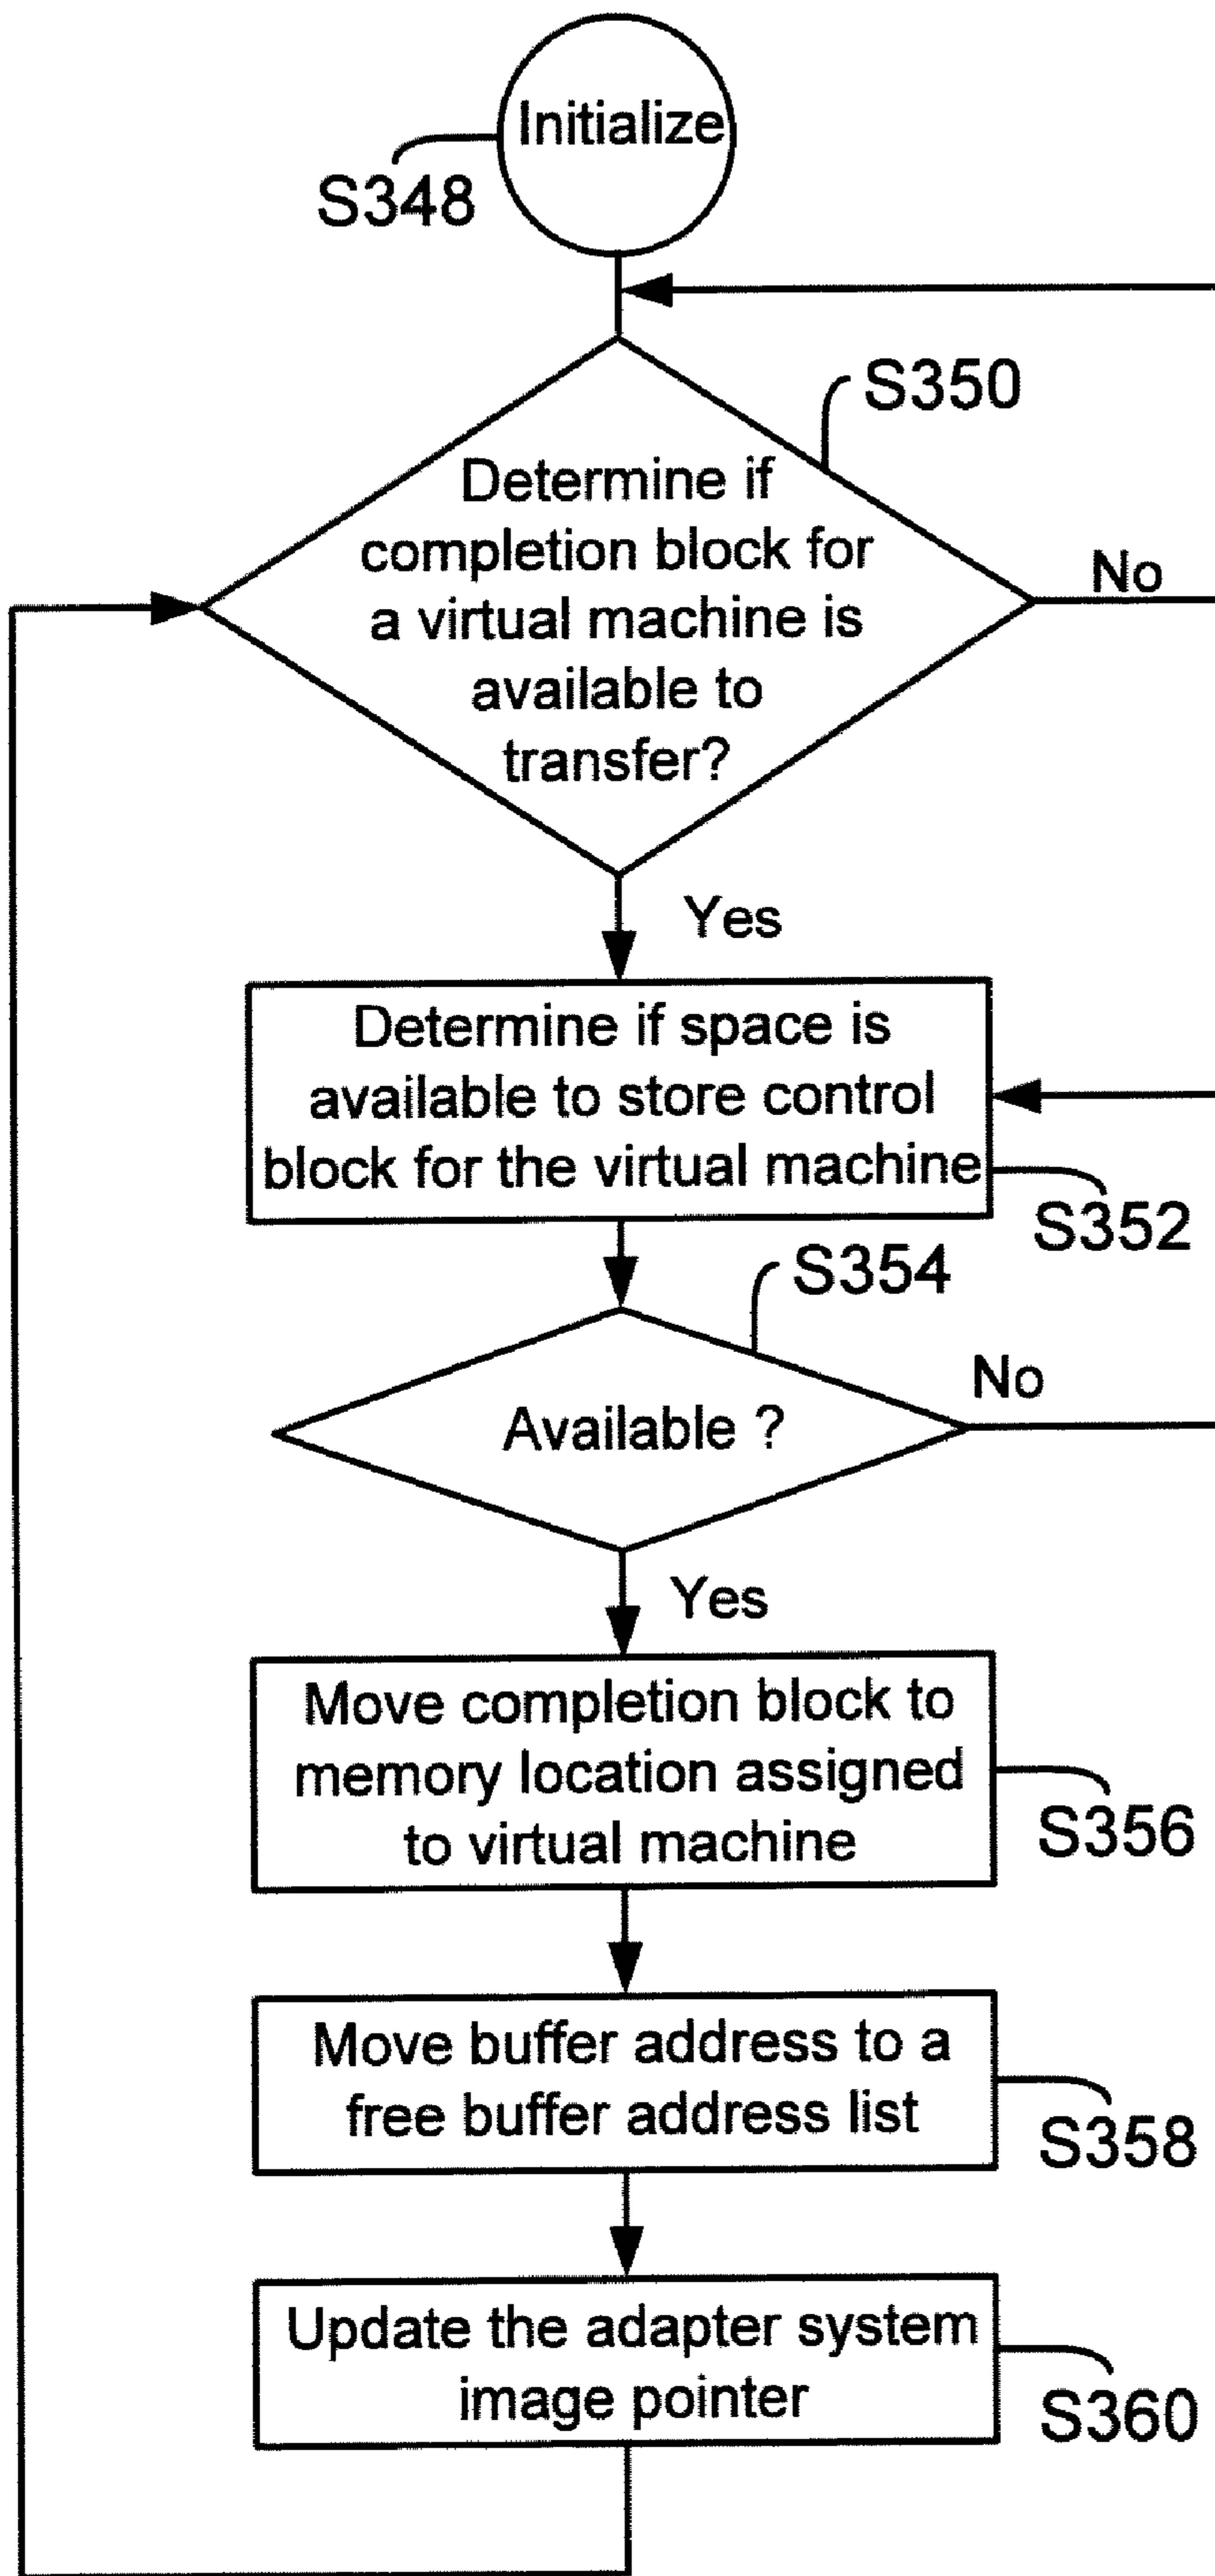 Initialize
S348
S350
Determine if
completion block for
a virtual machine is
available to
transfer?
No
Yes
Determine if space is
available to store control
block for the virtual machine
S352
S354
Available ?
No
Yes
Move completion block to
memory location assigned
to virtual machine
S356
Move buffer address to a
free buffer address list
S358
Update the adapter system
image pointer
S360